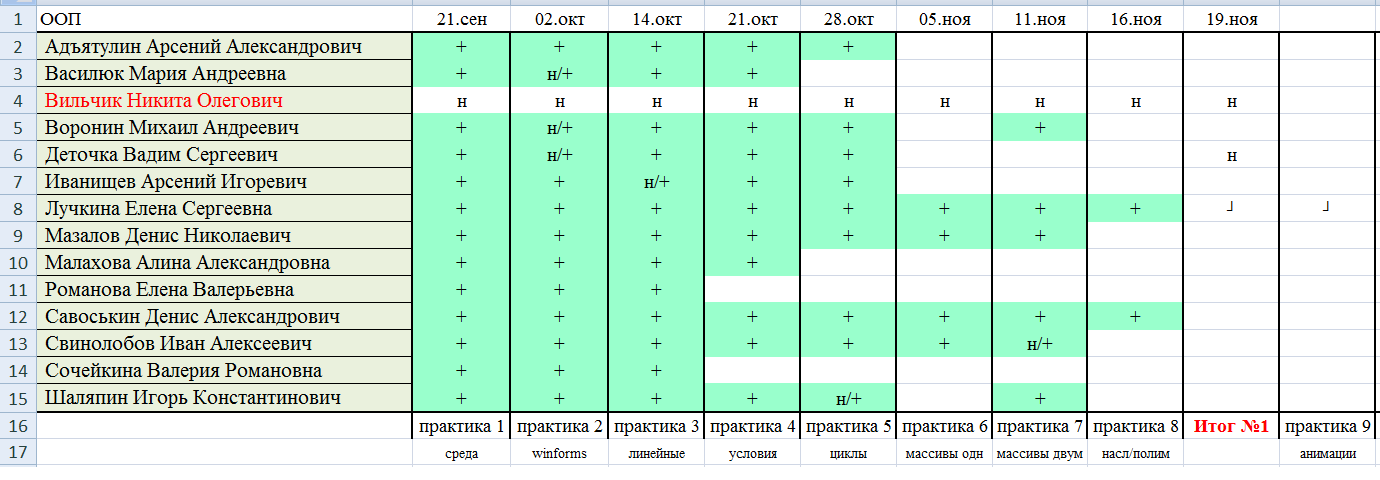 1 ООП 21.сен 02.окт 14.окт 21.окт 28.окт 05.ноя 11.ноя 16.ноя 19.ноя
2 Адъятулин Арсений Александрович + + + + +
3 Василюк Мария Андреевна + н/+ + +
4 Вильчик Никита Олегович н н н н н н н н н
5 Воронин Михаил Андреевич + н/+ + + + +
6 Деточка Вадим Сергеевич + н/+ + + + н
7 Иванищев Арсений Игоревич + + н/+ + +
8 Лучкина Елена Сергеевна + + + + + + + + ┘ ┘
9 Мазалов Денис Николаевич + + + + + + +
10 Малахова Алина Александровна + + + +
11 Романова Елена Валерьевна + + +
12 Савоськин Денис Александрович + + + + + + + +
13 Свинолобов Иван Алексеевич + + + + + + н/+
14 Сочейкина Валерия Романовна + + +
15 Шаляпин Игорь Константинович + + + + н/+ +
16 практика 1 практика 2 практика 3 практика 4 практика 5 практика 6 практика 7 практика 8 Итог №1 практика 9
17 среда winforms линейные условия циклы массивы одн массивы двум насл/полим анимации